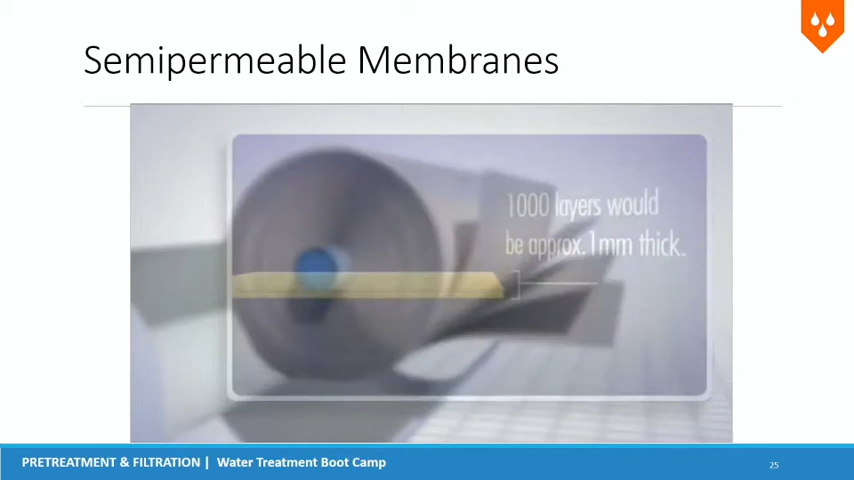 Semipermeable Membranes
1000 layers would
be approx. 1mm thick.
PRETREATMENT & FILTRATION | Water Treatment Boot Camp
25